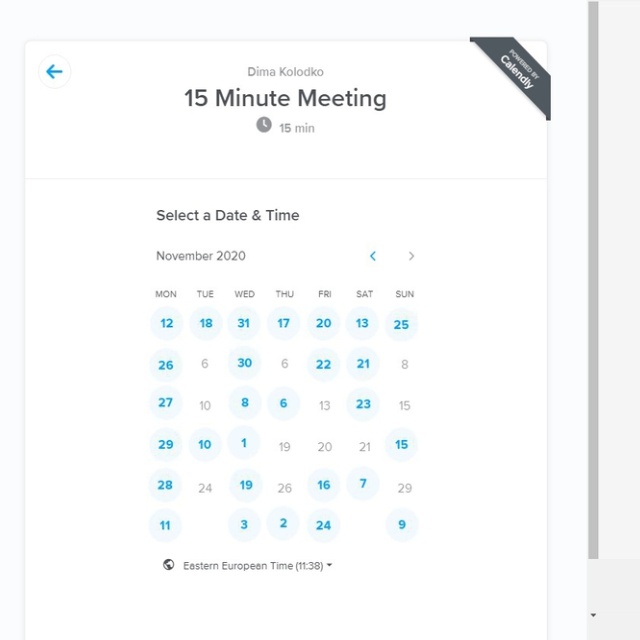 POWERED BY
Calendly
Dima Kolodko
15 Minute Meeting
15 min
Select a Date & Time
November 2020
MON TUE WED THU FRI SAT SUN
12 18 31 17 20 13 25
26 6 30 6 22 21 8
27 10 8 6 13 23 15
29 10 1 19 20 21 15
28 24 19 26 16 7 29
11 3 2 24 9
Eastern European Time (11:38)